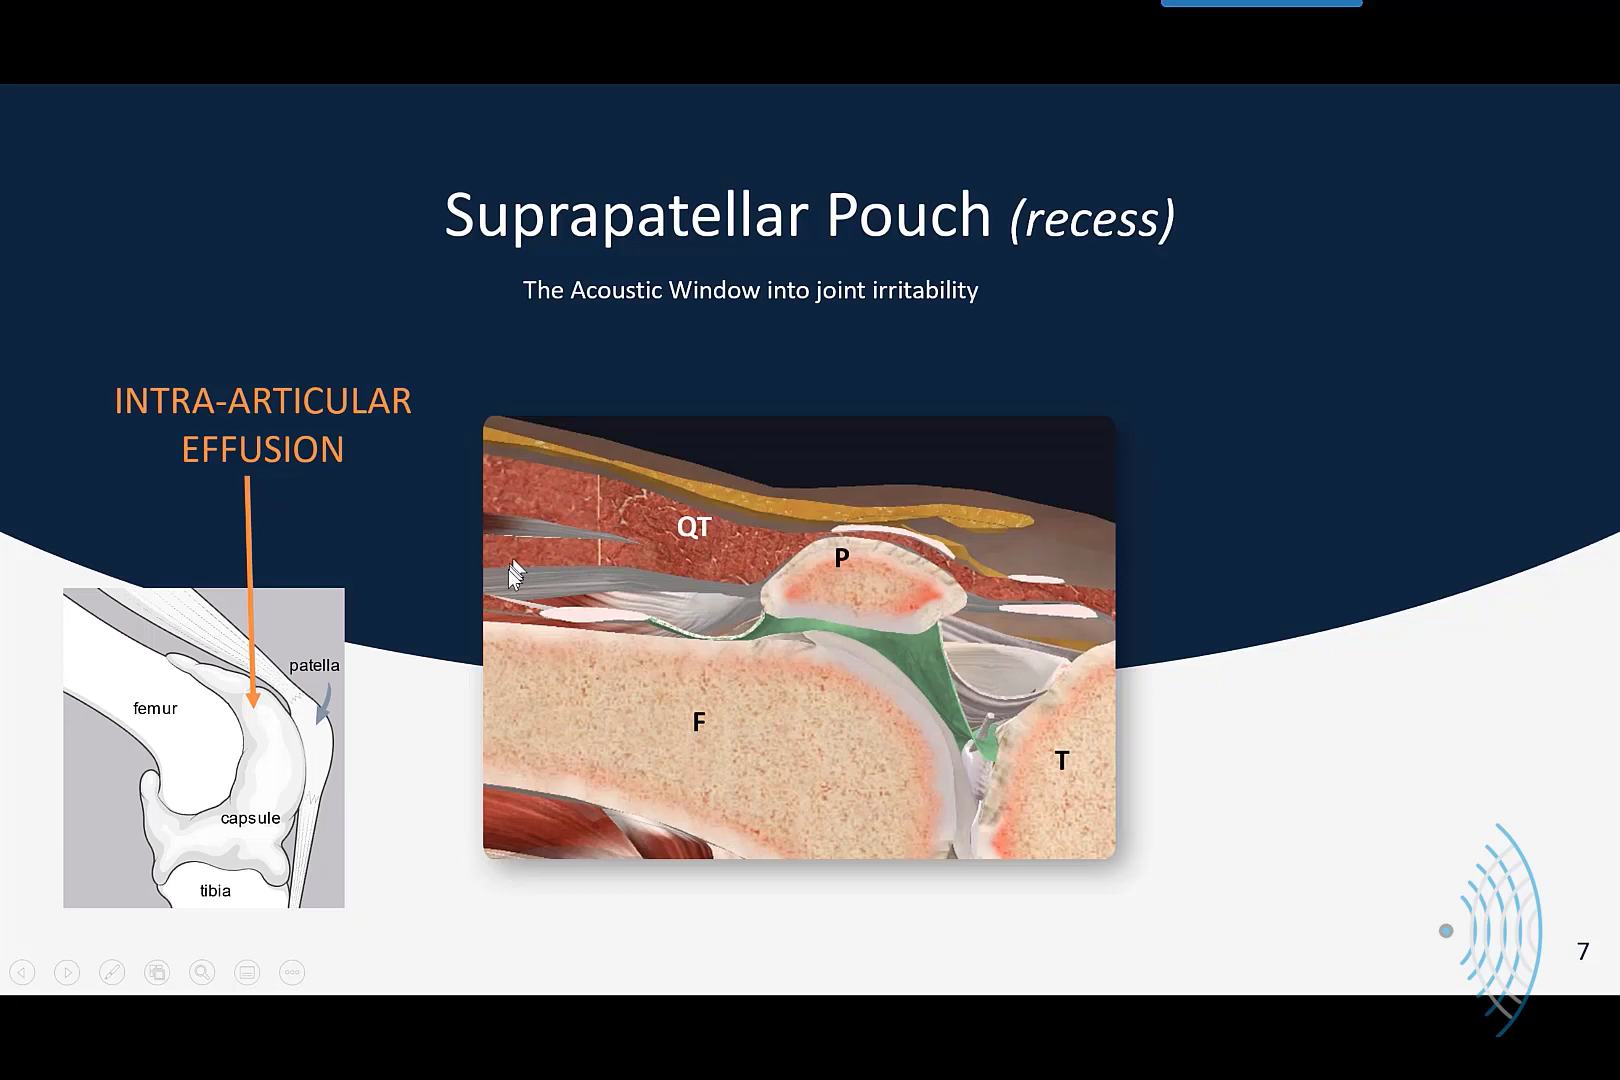 Suprapatellar Pouch (recess)
The Acoustic Window into joint irritability
INTRA-ARTICULAR
EFFUSION
QT
P
F
T
patella
femur
capsule
tibia
7